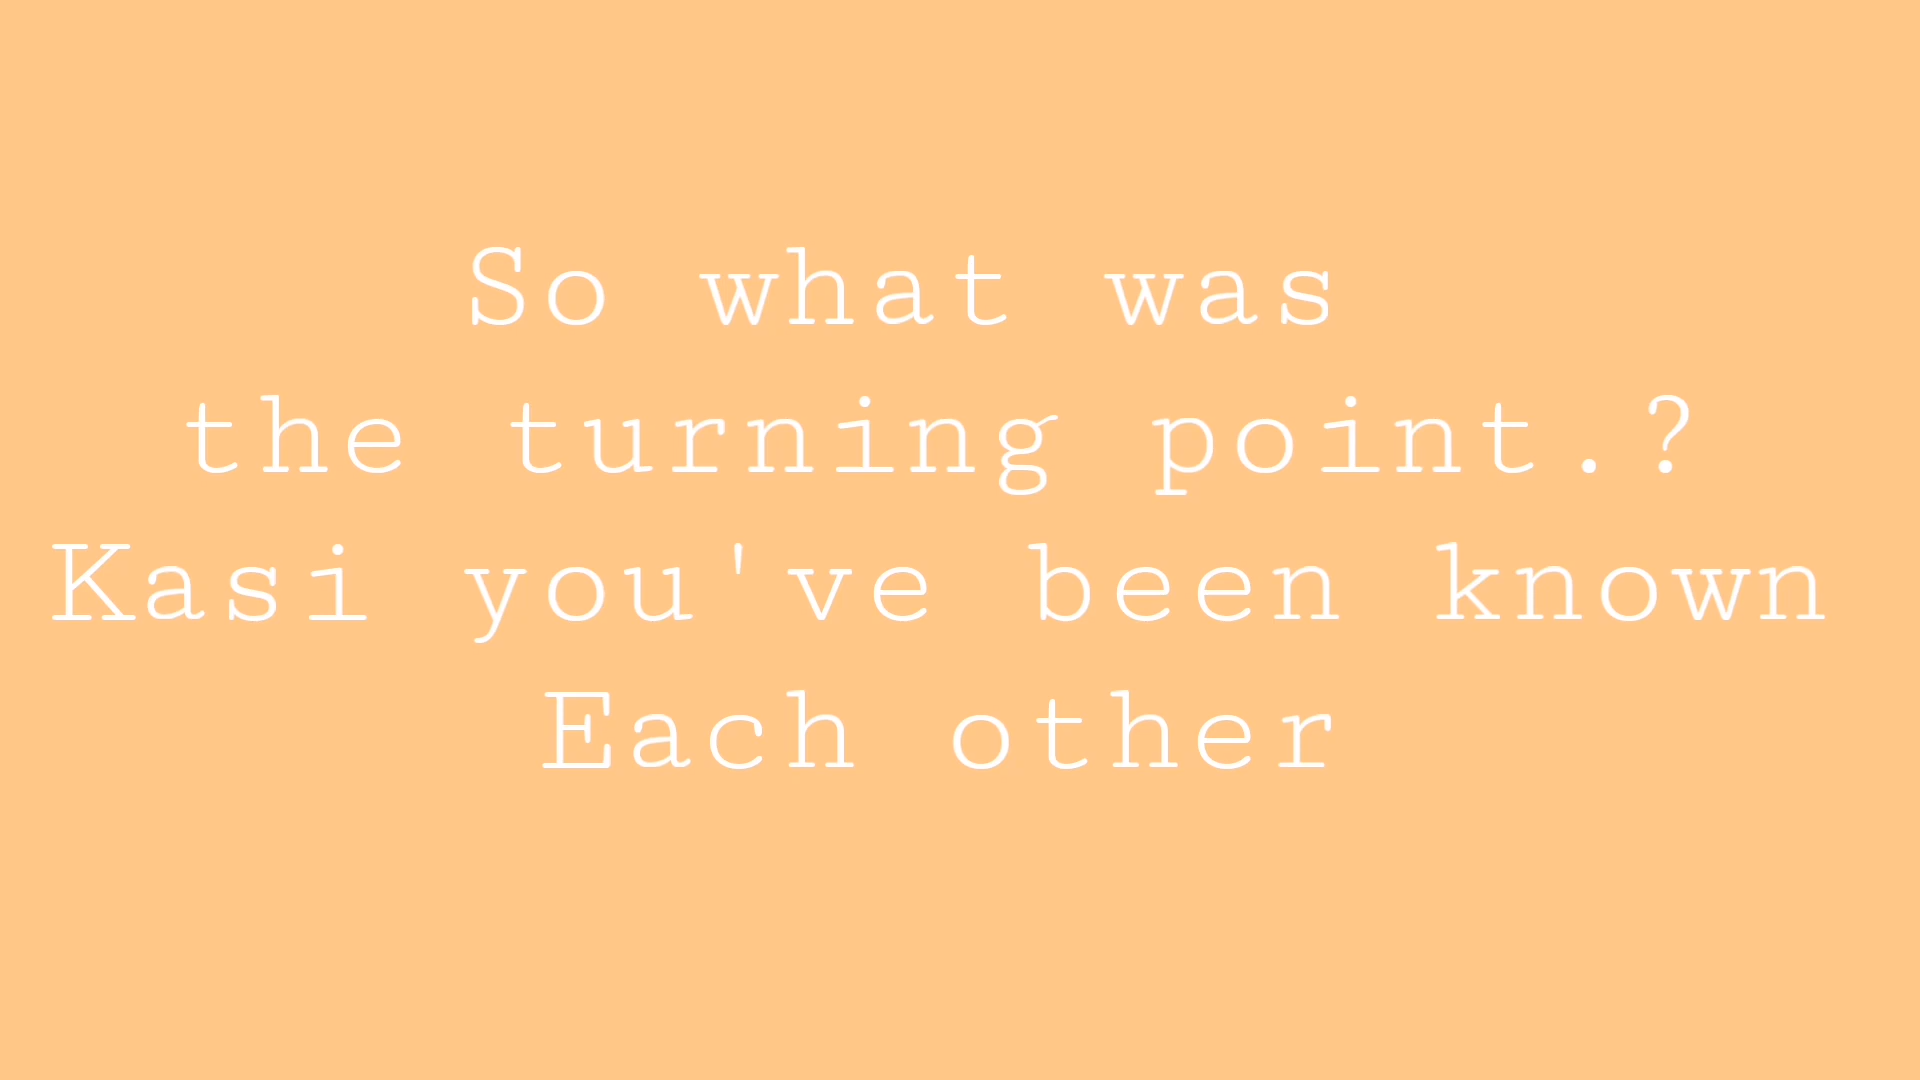 So what was
the turning point.?
Kasi you've been known
Each other